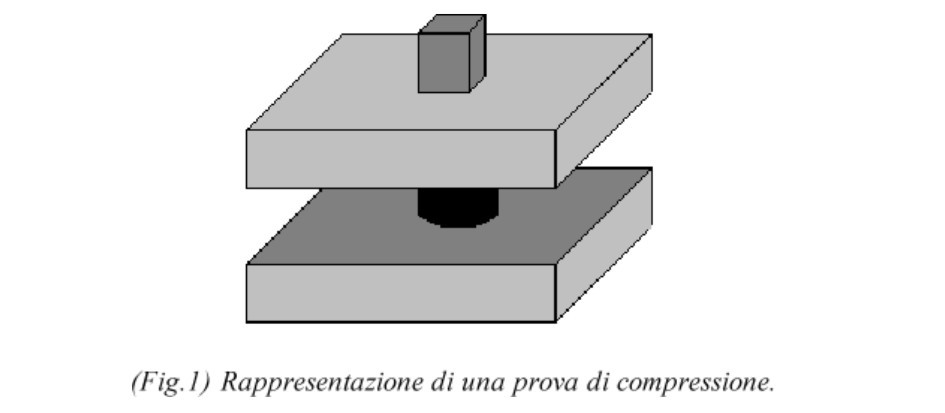 (Fig.1) Rappresentazione di una prova di compressione.